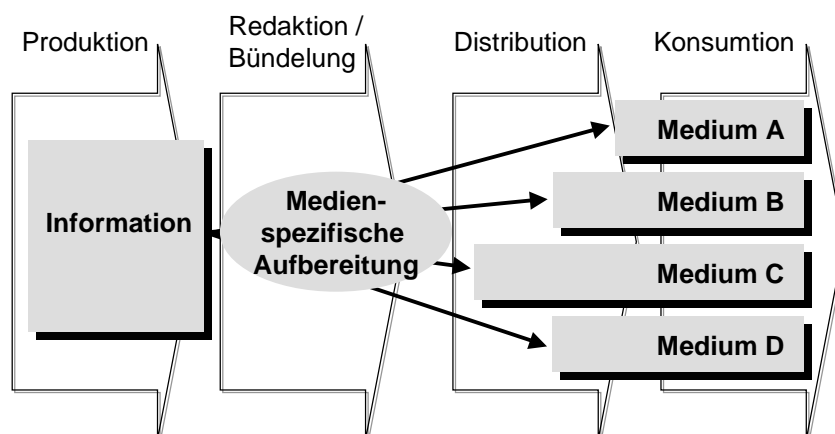 Produktion
Redaktion /
Bündelung
Distribution
Konsumtion
Information
Medien-
spezifische
Aufbereitung
Medium A
Medium B
Medium C
Medium D